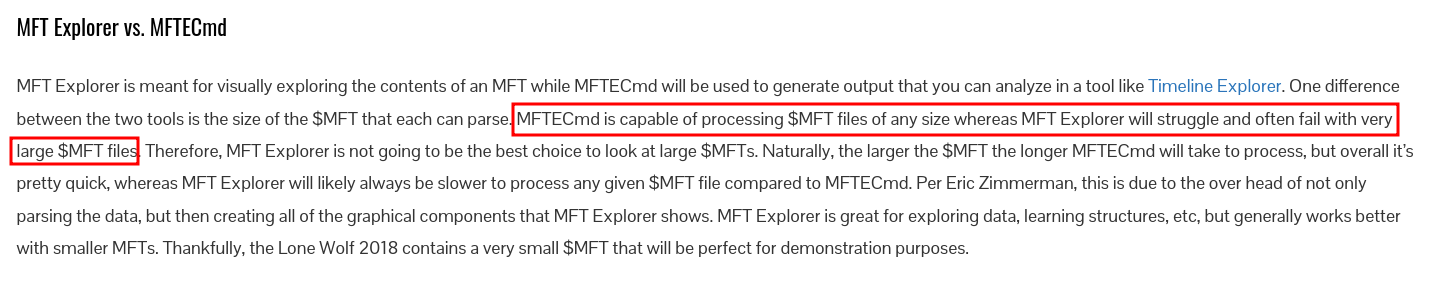 MFT Explorer vs. MFTECmd
MFT Explorer is meant for visually exploring the contents of an MFT while MFTECmd will be used to generate output that you can analyze in a tool like Timeline Explorer. One difference
between the two tools is the size of the $MFT that each can parse. MFTECmd is capable of processing $MFT files of any size whereas MFT Explorer will struggle and often fail with very
large $MFT files. Therefore, MFT Explorer is not going to be the best choice to look at large $MFTs. Naturally, the larger the $MFT the longer MFTECmd will take to process, but overall it's
pretty quick, whereas MFT Explorer will likely always be slower to process any given $MFT file compared to MFTECmd. Per Eric Zimmerman, this is due to the over head of not only
parsing the data, but then creating all of the graphical components that MFT Explorer shows. MFT Explorer is great for exploring data, learning structures, etc, but generally works better
with smaller MFTs. Thankfully, the Lone Wolf 2018 contains a very small $MFT that will be perfect for demonstration purposes.